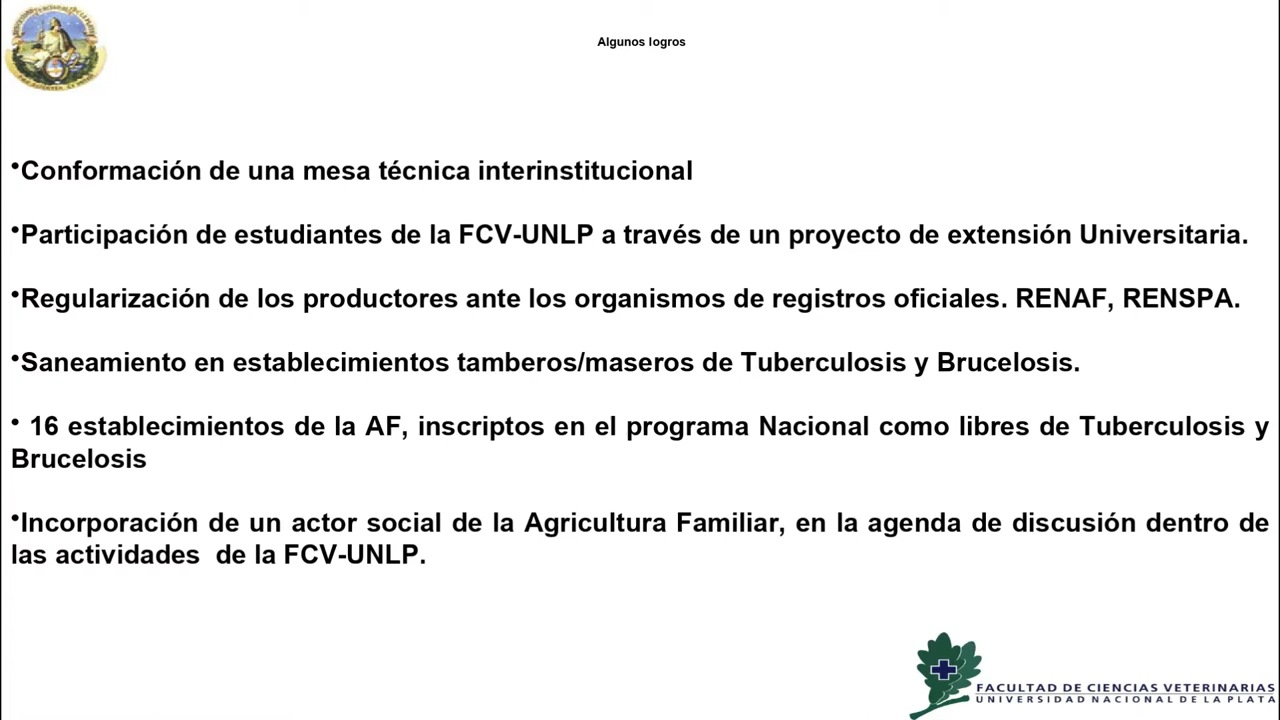 Algunos logros
•Conformación de una mesa técnica interinstitucional
•Participación de estudiantes de la FCV-UNLP a través de un proyecto de extensión Universitaria.
•Regularización de los productores ante los organismos de registros oficiales. RENAF, RENSPA.
•Saneamiento en establecimientos tamberos/maseros de Tuberculosis y Brucelosis.
• 16 establecimientos de la AF, inscriptos en el programa Nacional como libres de Tuberculosis y
Brucelosis
•Incorporación de un actor social de la Agricultura Familiar, en la agenda de discusión dentro de
las actividades  de la FCV-UNLP.
FACULTAD DE CIENCIAS VETERINARIAS
UNIVERSIDAD NACIONAL DE LA PLATA